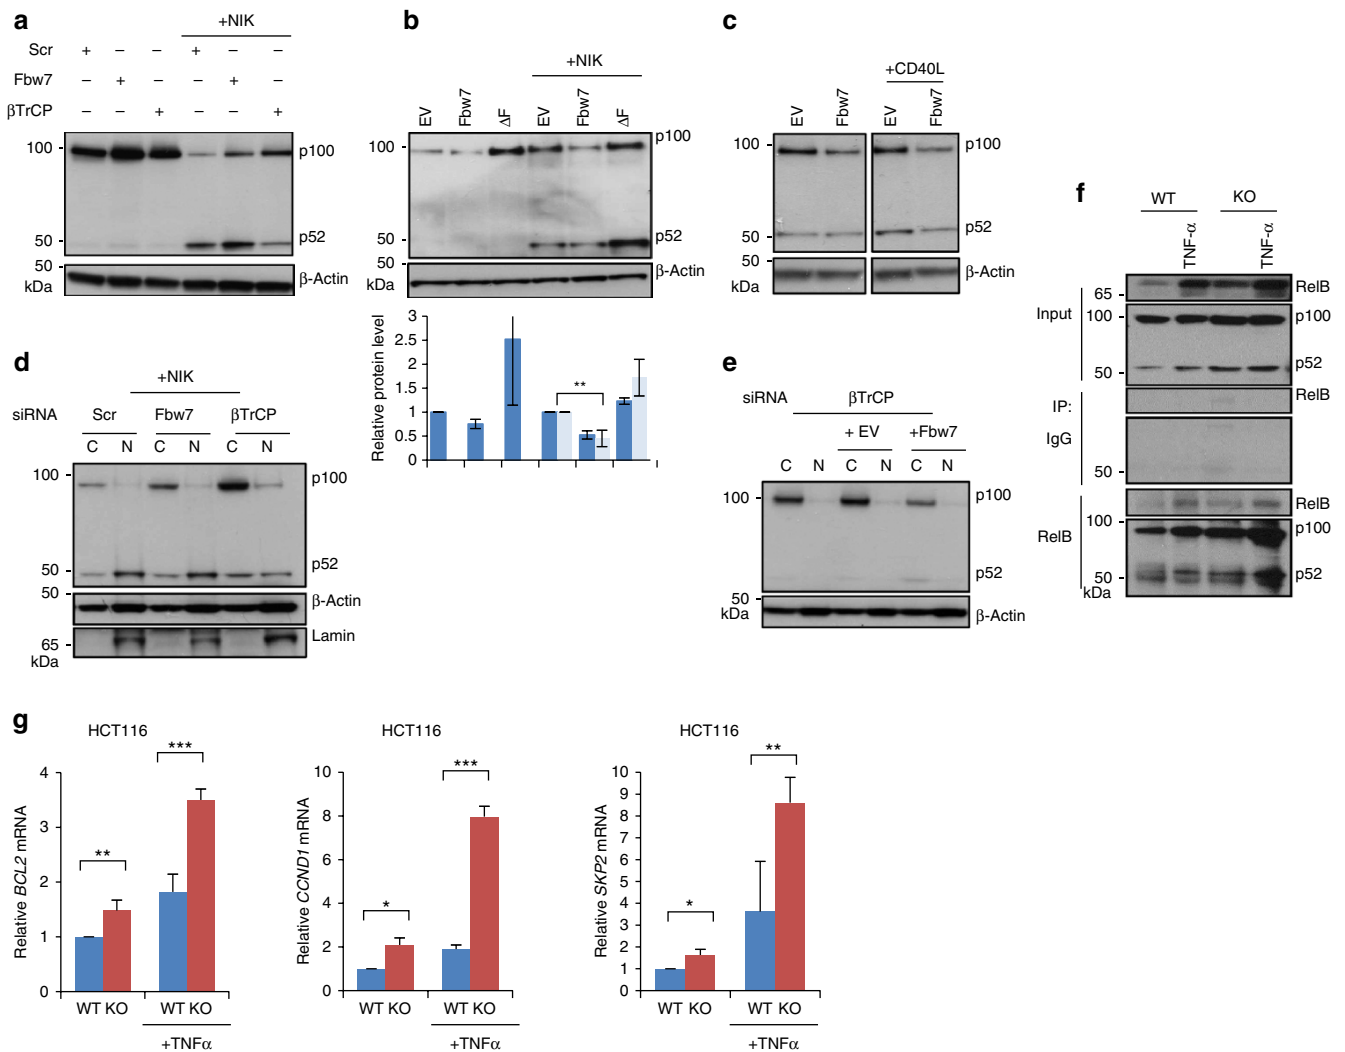 a
+NIK
Scr + – – + – –
Fbw7 – + – – + –
βTrCP – – + – – +
100
p100
50
p52
50
kDa
β-Actin
b
+NIK
EV Fbw7 ΔF EV Fbw7 ΔF
100
p100
50
p52
50
kDa
β-Actin
Relative protein level
3
2.5
2
1.5
1
0.5
0
**
c
+CD40L
EV Fbw7 EV Fbw7
100
p100
50
p52
50
kDa
β-Actin
d
+NIK
siRNA Scr Fbw7 βTrCP
C N C N C N
100
p100
50
p52
50
β-Actin
65
kDa
Lamin
e
siRNA βTrCP
+ EV +Fbw7
C N C N C N
100
p100
p52
50
kDa
β-Actin
f
WT KO
TNF-α TNF-α
Input
65
RelB
100
p100
50
p52
IP:
IgG
RelB
50
RelB
RelB
100
p100
50
p52
kDa
g
HCT116
Relative BCL2 mRNA
4
3
2
1
0
**
***
WT KO WT KO
+TNFα
HCT116
Relative CCND1 mRNA
10
8
6
4
2
0
*
***
WT KO WT KO
+TNFα
HCT116
Relative SKP2 mRNA
10
9
8
7
6
5
4
3
2
1
0
*
**
WT KO WT KO
+TNFα